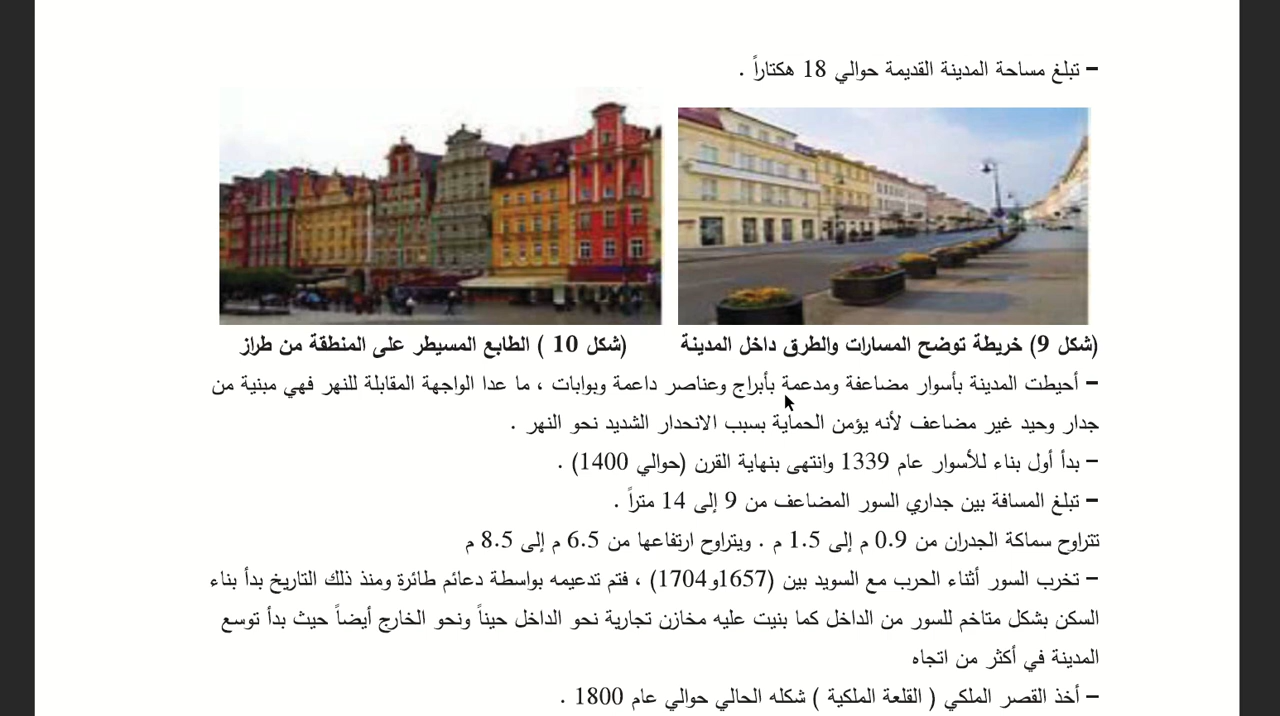 – تبلغ مساحة المدينة القديمة حوالي 18 هكتاراً .
(شكل 9) خريطة توضح المسارات والطرق داخل المدينة
(شكل 10 ) الطابع المسيطر على المنطقة من طراز
– أحيطت المدينة بأسوار مضاعفة ومدعمة بأبراج وعناصر داعمة وبوابات ، ما عدا الواجهة المقابلة للنهر فهي مبنية من
جدار وحيد غير مضاعف لأنه يؤمن الحماية بسبب الانحدار الشديد نحو النهر .
– بدأ أول بناء للأسوار عام 1339 وانتهى بنهاية القرن (حوالي 1400) .
– تبلغ المسافة بين جداري السور المضاعف من 9 إلى 14 متراً .
تتراوح سماكة الجدران من 0.9 م إلى 1.5 م . ويتراوح ارتفاعها من 6.5 م إلى 8.5 م
– تخرب السور أثناء الحرب مع السويد بين (1657و1704) ، فتم تدعيمه بواسطة دعائم طائرة ومنذ ذلك التاريخ بدأ بناء
السكن بشكل متاخم للسور من الداخل كما بنيت عليه مخازن تجارية نحو الداخل حيناً ونحو الخارج أيضاً حيث بدأ توسع
المدينة في أكثر من اتجاه
– أخذ القصر الملكي ( القلعة الملكية ) شكله الحالي حوالي عام 1800 .